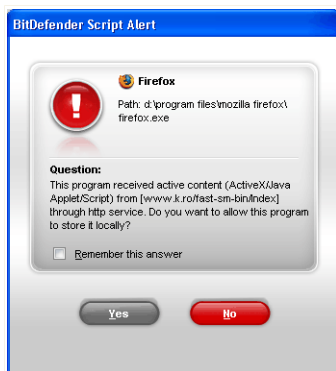 BitDefender Script Alert
Firefox
Path: d:\program files\mozilla firefox\
firefox.exe
Question:
This program received active content (ActiveX/Java
Applet/Script) from [www.k.ro/fast-sm-bin/index]
through http service. Do you want to allow this program
to store it locally?
Remember this answer
Yes
No